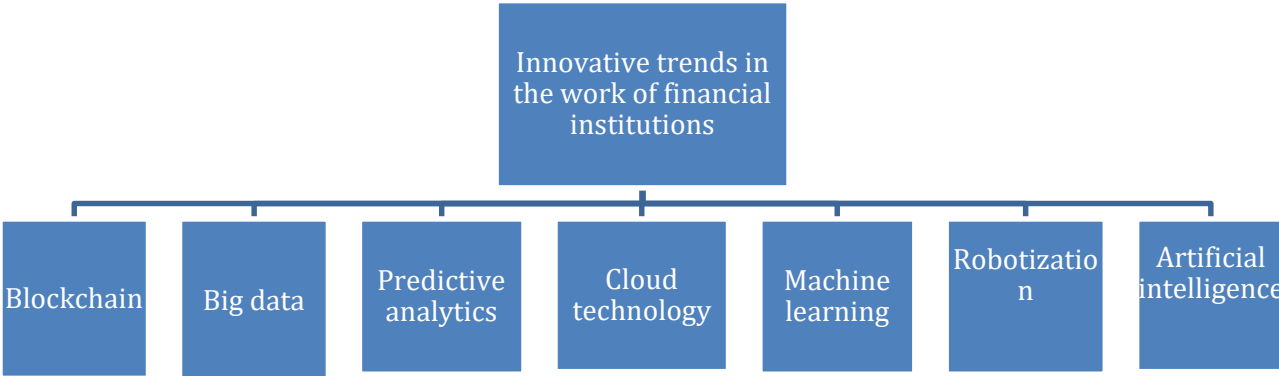 Innovative trends in
the work of financial
institutions
Blockchain
Big data
Predictive
analytics
Cloud
technology
Machine
learning
Robotizatio
n
Artificial
intelligence